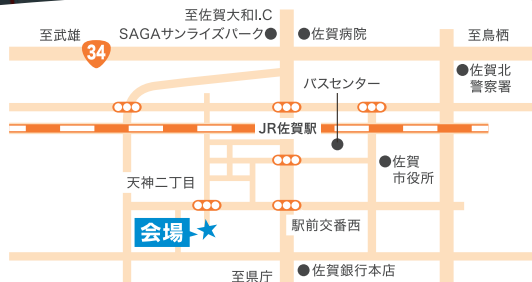 至佐賀大和I.C
至武雄
SAGAサンライズパーク
佐賀病院
至鳥栖
34
佐賀北
警察署
バスセンター
JR佐賀駅
佐賀
市役所
天神二丁目
会場
駅前交番西
至県庁
佐賀銀行本店